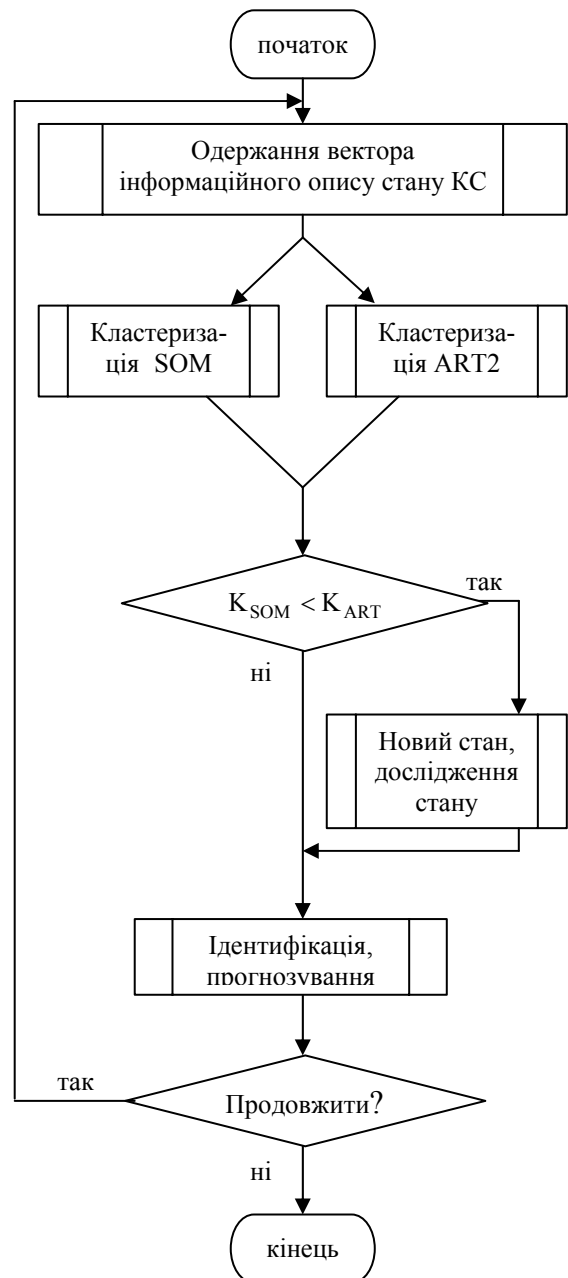 початок
Одержання вектора
інформаційного опису стану КС
Кластериза-
ція SOM
Кластериза-
ція ART2
K_SOM < K_ART
так
ні
Новий стан,
дослідження
стану
Ідентифікація,
прогнозування
так
Продовжити?
ні
кінець